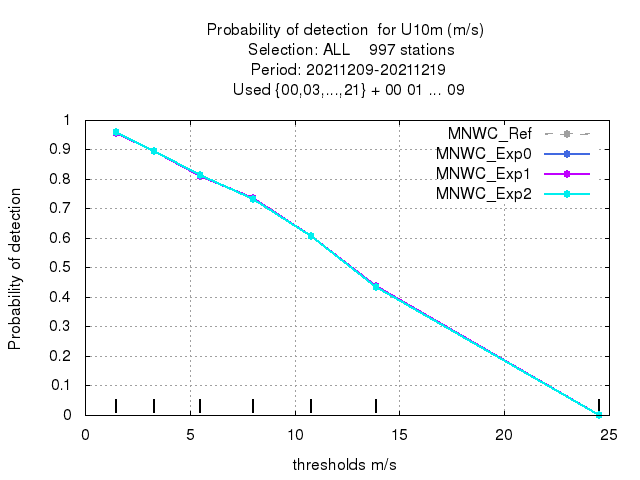 Probability of detection  for U10m (m/s)
Selection: ALL    997 stations
Period: 20211209-20211219
Used {00,03,...,21} + 00 01 ... 09
1
0.9
0.8
0.7
0.6
0.5
0.4
0.3
0.2
0.1
0
Probability of detection
MNWC_Ref
MNWC_Exp0
MNWC_Exp1
MNWC_Exp2
0 5 10 15 20 25
thresholds m/s